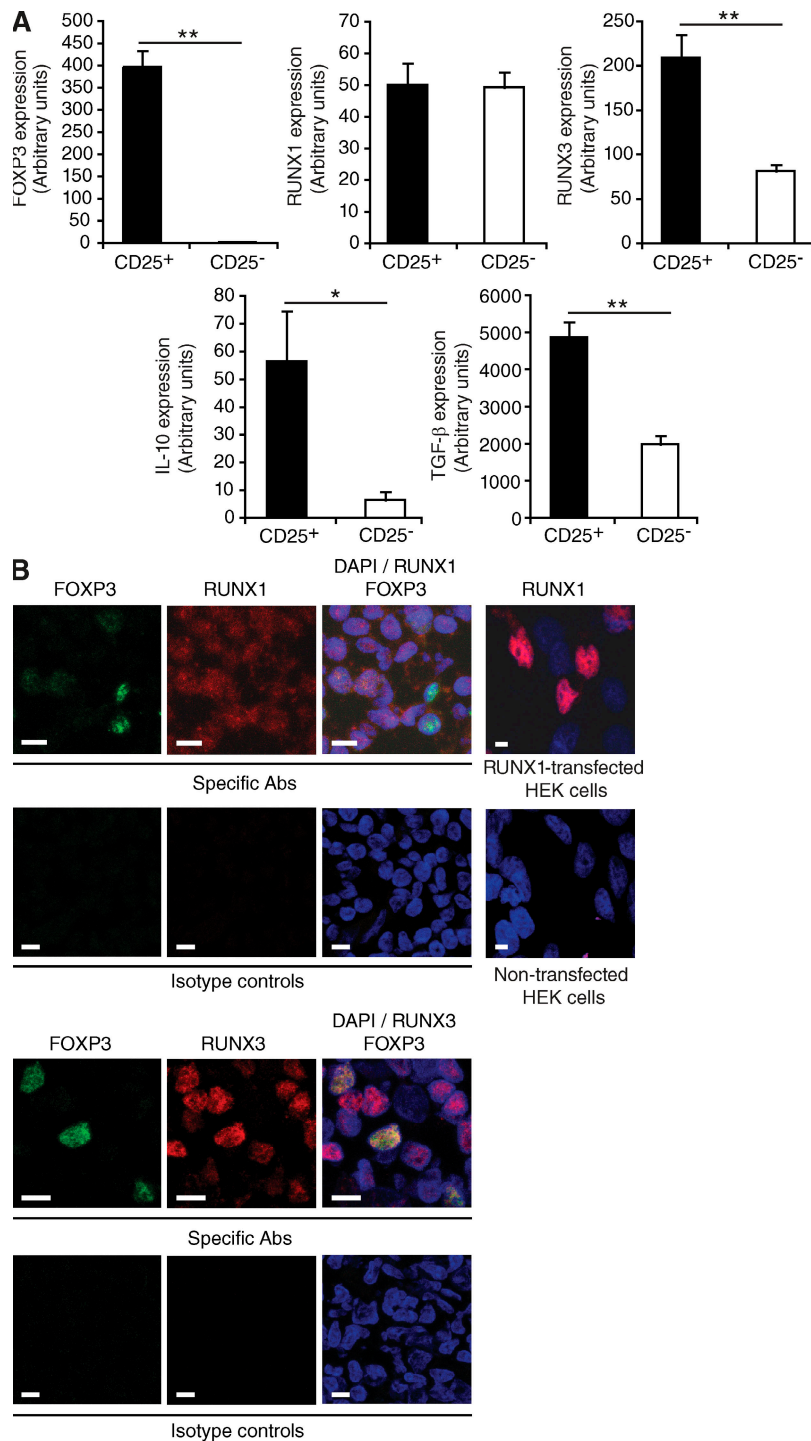 A
FOXP3 expression
(Arbitrary units)
500
450
400
350
300
250
200
150
100
50
0
**
CD25+ CD25-
RUNX1 expression
(Arbitrary units)
70
60
50
40
30
20
10
0
CD25+ CD25-
RUNX3 expression
(Arbitrary units)
250
200
150
100
50
0
**
CD25+ CD25-
IL-10 expression
(Arbitrary units)
80
70
60
50
40
30
20
10
0
*
CD25+ CD25-
TGF-β expression
(Arbitrary units)
6000
5000
4000
3000
2000
1000
0
**
CD25+ CD25-
B
FOXP3
RUNX1
DAPI / RUNX1
FOXP3
RUNX1
Specific Abs
RUNX1-transfected
HEK cells
Isotype controls
Non-transfected
HEK cells
FOXP3
RUNX3
DAPI / RUNX3
FOXP3
Specific Abs
Isotype controls